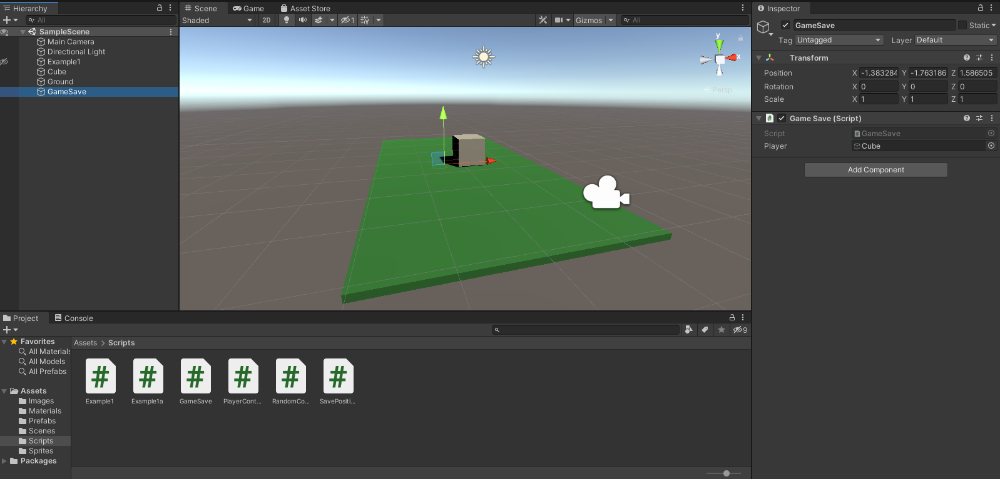 Hierarchy
All
SampleScene
Main Camera
Directional Light
Example1
Cube
Ground
GameSave
Scene
Game
Asset Store
Shaded
2D
1
Gizmos
All
y
x
Persp
Inspector
GameSave
Static
Tag
Untagged
Layer
Default
Transform
Position
X -1.383284 Y -1.763186 Z 1.586505
Rotation
X 0 Y 0 Z 0
Scale
X 1 Y 1 Z 1
Game Save (Script)
Script
GameSave
Player
Cube
Add Component
Project
Console
9
Favorites
All Materials
All Models
All Prefabs
Assets
Images
Materials
Prefabs
Scenes
Scripts
Sprites
Packages
Assets > Scripts
Example1
Example1a
GameSave
PlayerCont...
RandomCo...
SavePositi...